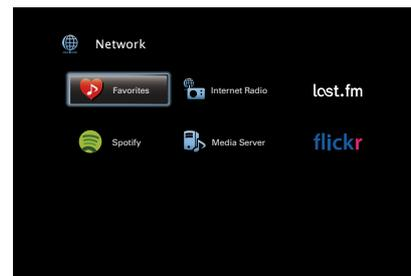 Network
Favorites Internet Radio last.fm
Spotify Media Server flickr